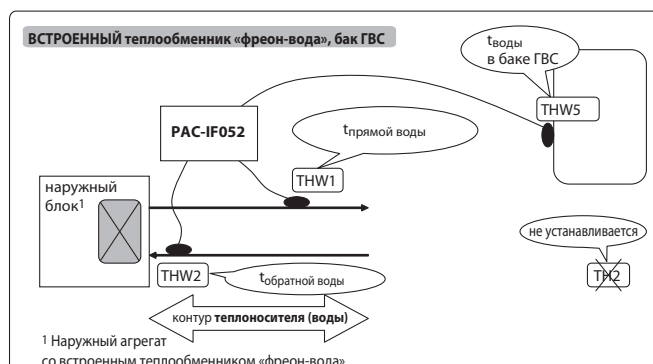 ВСТРОЕННЫЙ теплообменник «фреон-вода», бак ГВС
tводы
в баке ГВС
THW5
PAC-IF052
tпрямой воды
THW1
наружный
блок1
не устанавливается
TH2
THW2
tобратной воды
контур теплоносителя (воды)
1 Наружный агрегат
со встроенным теплообменником «фреон-вода»